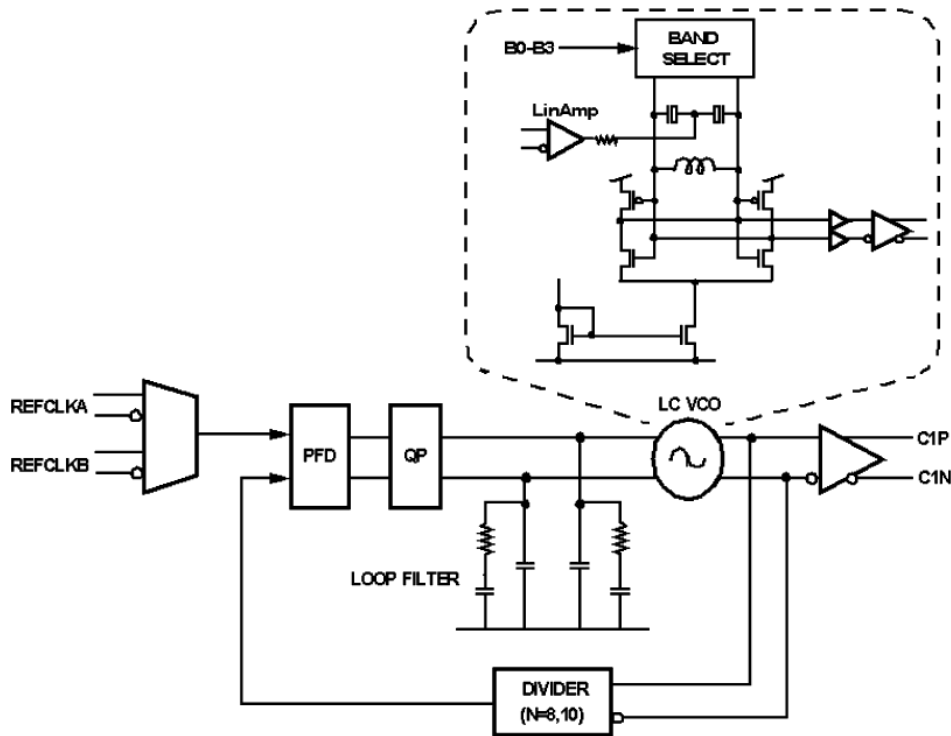 BAND
SELECT
B0-B3
LinAmp
LC VCO
REFCLKA
REFCLKB
PFD
QP
C1P
C1N
LOOP FILTER
DIVIDER
(N=8,10)